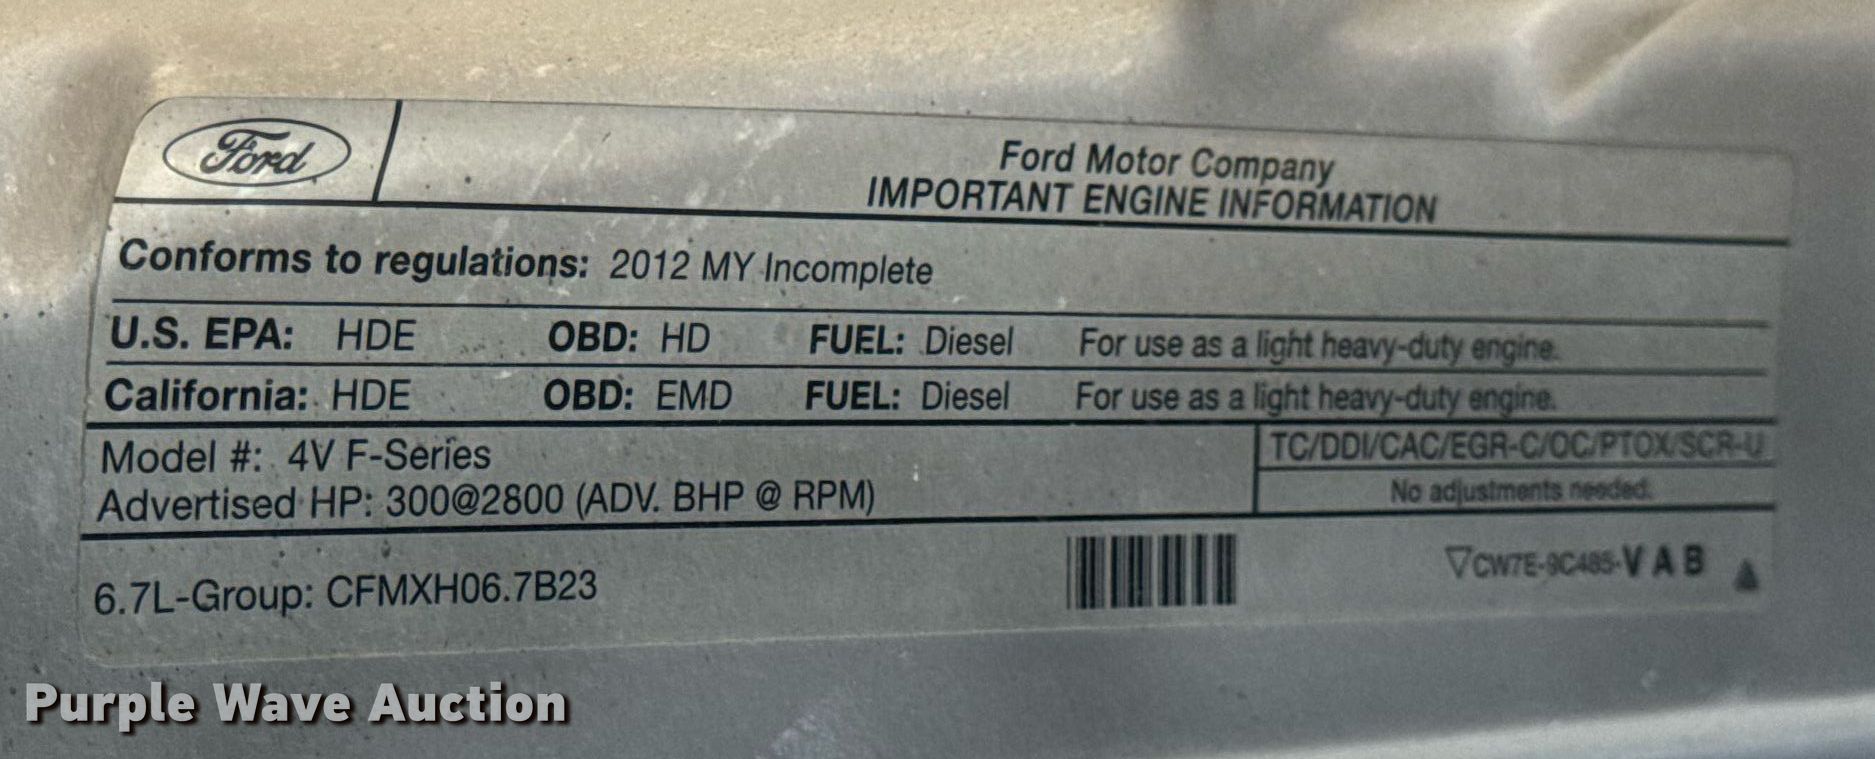 Ford
Ford Motor Company
IMPORTANT ENGINE INFORMATION
Conforms to regulations: 2012 MY Incomplete
U.S. EPA: HDE OBD: HD FUEL: Diesel For use as a light heavy-duty engine.
California: HDE OBD: EMD FUEL: Diesel For use as a light heavy-duty engine.
Model #: 4V F-Series
Advertised HP: 300@2800 (ADV. BHP @ RPM)
TC/DDI/CAC/EGR-C/OC/PTOX/SCR-U
No adjustments needed.
6.7L-Group: CFMXH06.7B23
CW7E-9C485-VAB
Purple Wave Auction